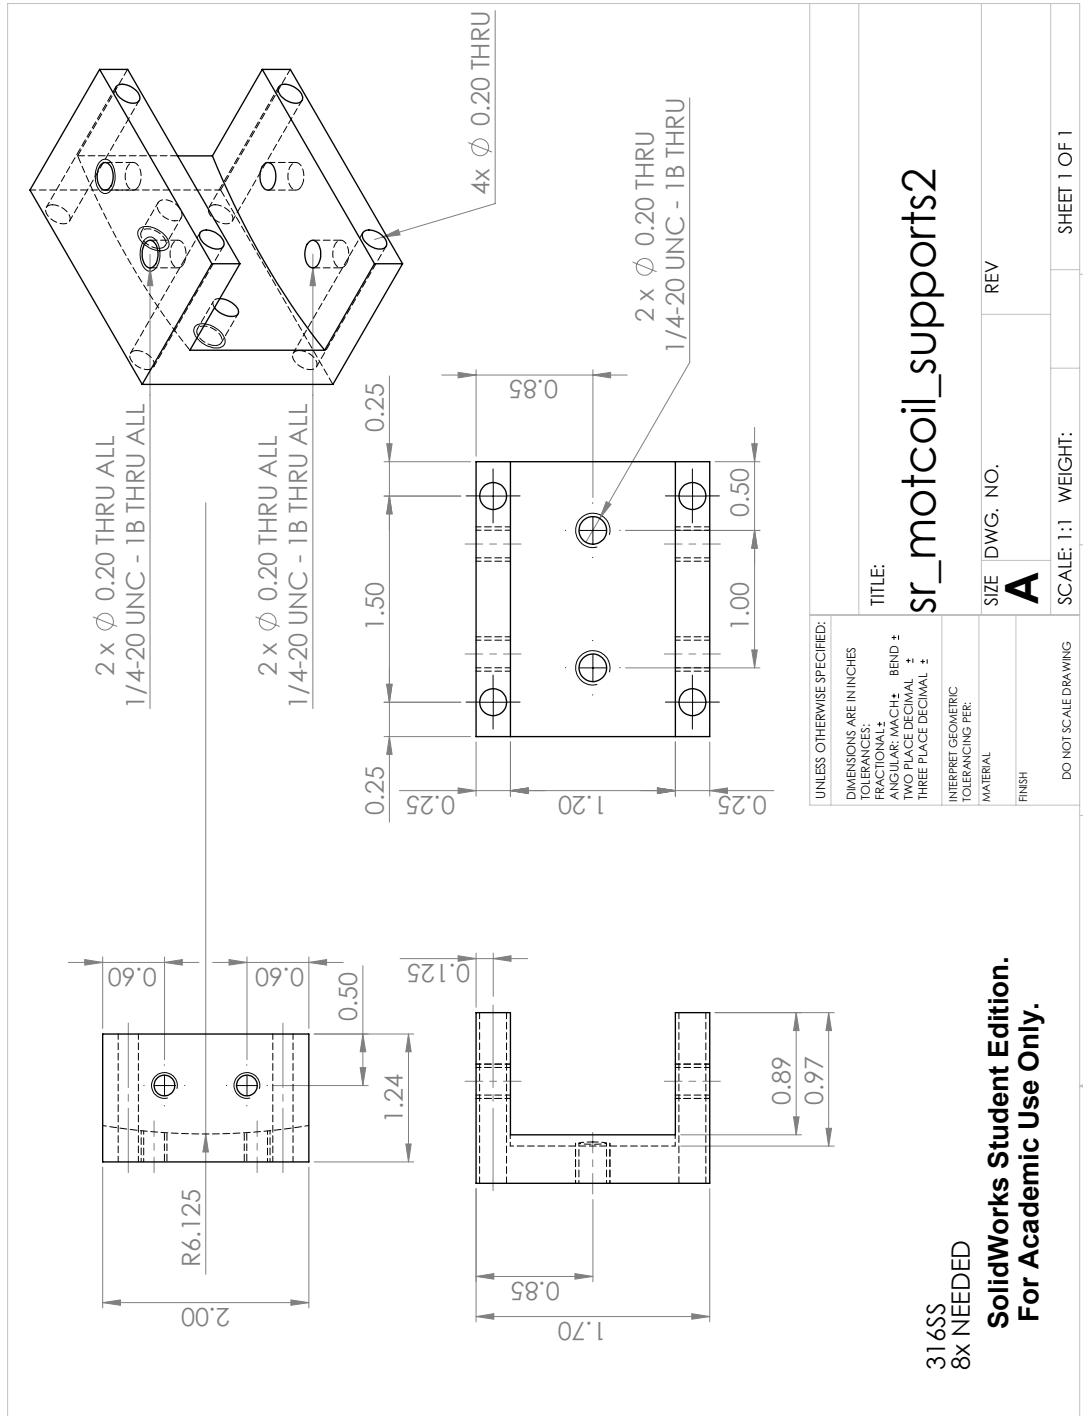 2.00
0.60
0.60
R6.125
0.50
1.24
2 x ∅ 0.20 THRU ALL
1/4-20 UNC - 1B THRU ALL
2 x ∅ 0.20 THRU ALL
1/4-20 UNC - 1B THRU ALL
4x ∅ 0.20 THRU
0.25
1.50
0.25
0.85
2 x ∅ 0.20 THRU
1/4-20 UNC - 1B THRU
0.25
1.20
0.25
1.00
0.50
0.125
0.85
1.70
0.89
0.97
316SS
8x NEEDED
SolidWorks Student Edition.
For Academic Use Only.
UNLESS OTHERWISE SPECIFIED:
DIMENSIONS ARE IN INCHES
TOLERANCES:
FRACTIONAL±
ANGULAR: MACH± BEND ±
TWO PLACE DECIMAL ±
THREE PLACE DECIMAL ±
INTERPRET GEOMETRIC
TOLERANCING PER:
MATERIAL
FINISH
DO NOT SCALE DRAWING
TITLE:
sr_motcoil_supports2
SIZE DWG. NO. REV
A
SCALE: 1:1 WEIGHT: SHEET 1 OF 1